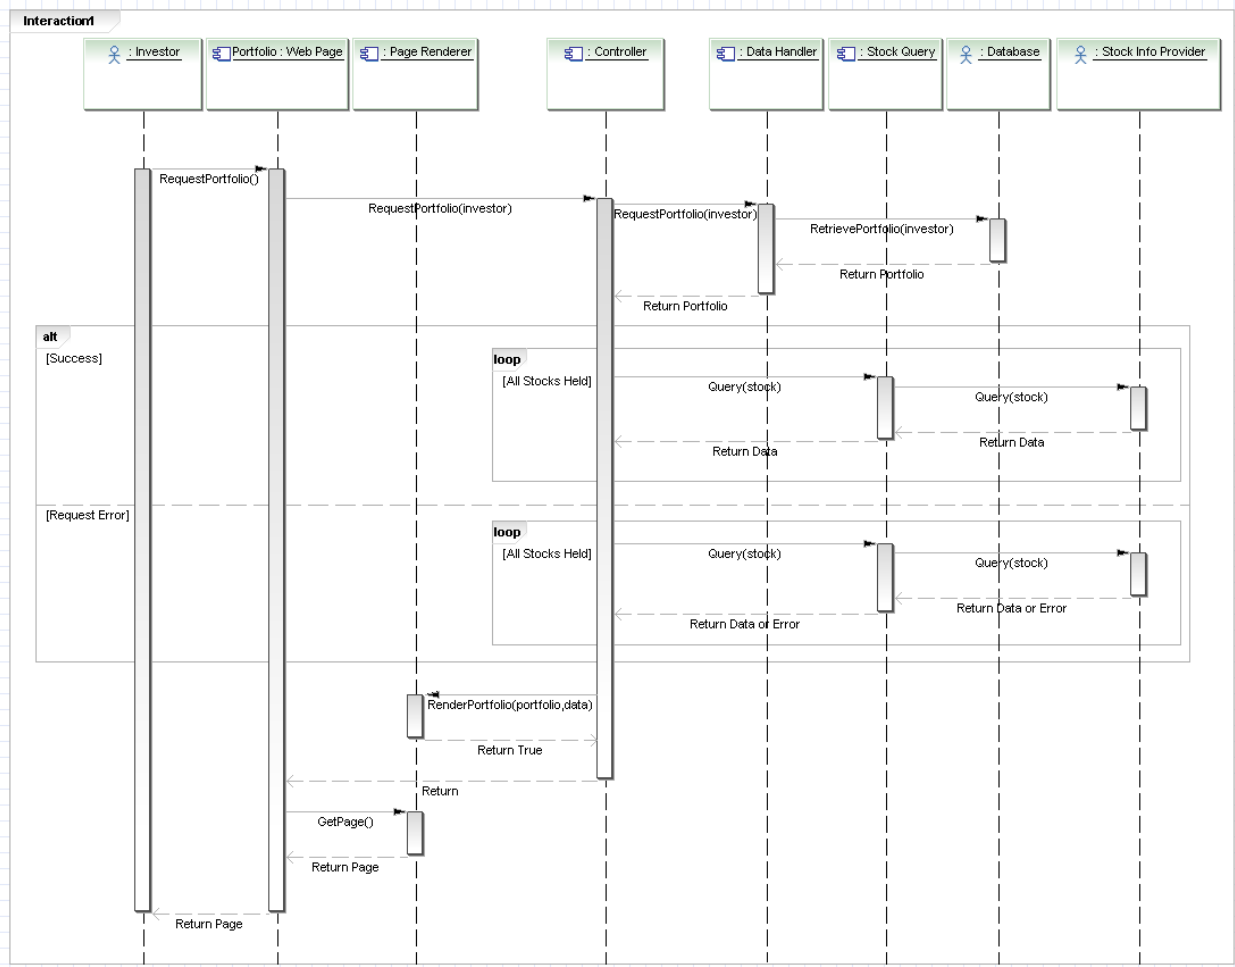 Interaction1
: Investor
Portfolio : Web Page
: Page Renderer
: Controller
: Data Handler
: Stock Query
: Database
: Stock Info Provider
RequestPortfolio()
RequestPortfolio(investor)
RequestPortfolio(investor)
RetrievePortfolio(investor)
Return Portfolio
Return Portfolio
alt
[Success]
loop
[All Stocks Held]
Query(stock)
Query(stock)
Return Data
Return Data
[Request Error]
loop
[All Stocks Held]
Query(stock)
Query(stock)
Return Data or Error
Return Data or Error
RenderPortfolio(portfolio,data)
Return True
Return
GetPage()
Return Page
Return Page